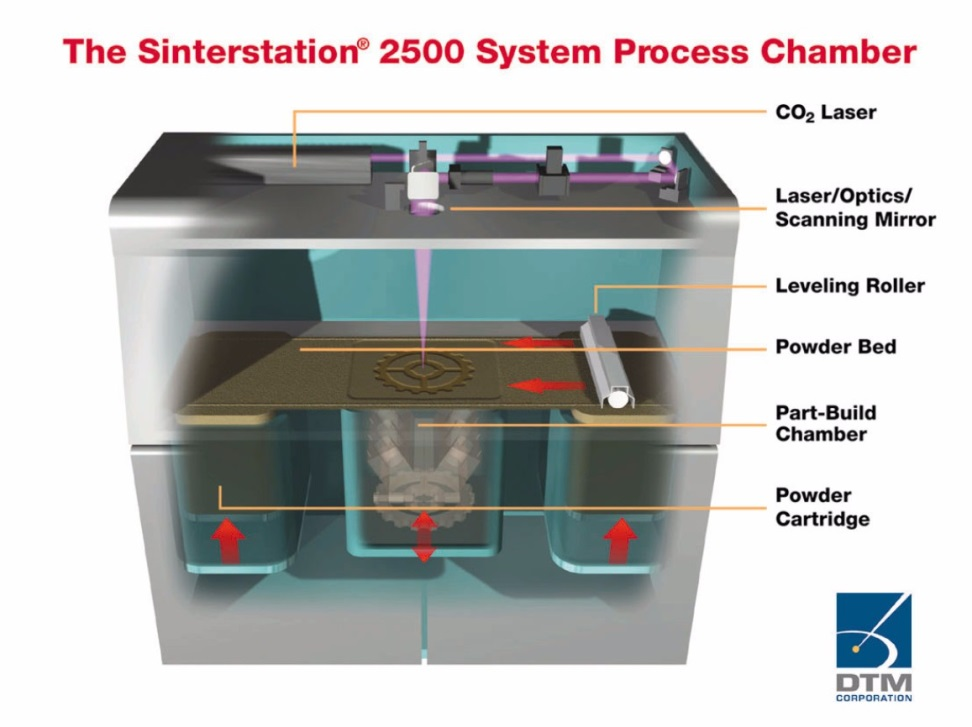 The Sinterstation® 2500 System Process Chamber
CO₂ Laser
Laser/Optics/
Scanning Mirror
Leveling Roller
Powder Bed
Part-Build
Chamber
Powder
Cartridge
DTM
CORPORATION